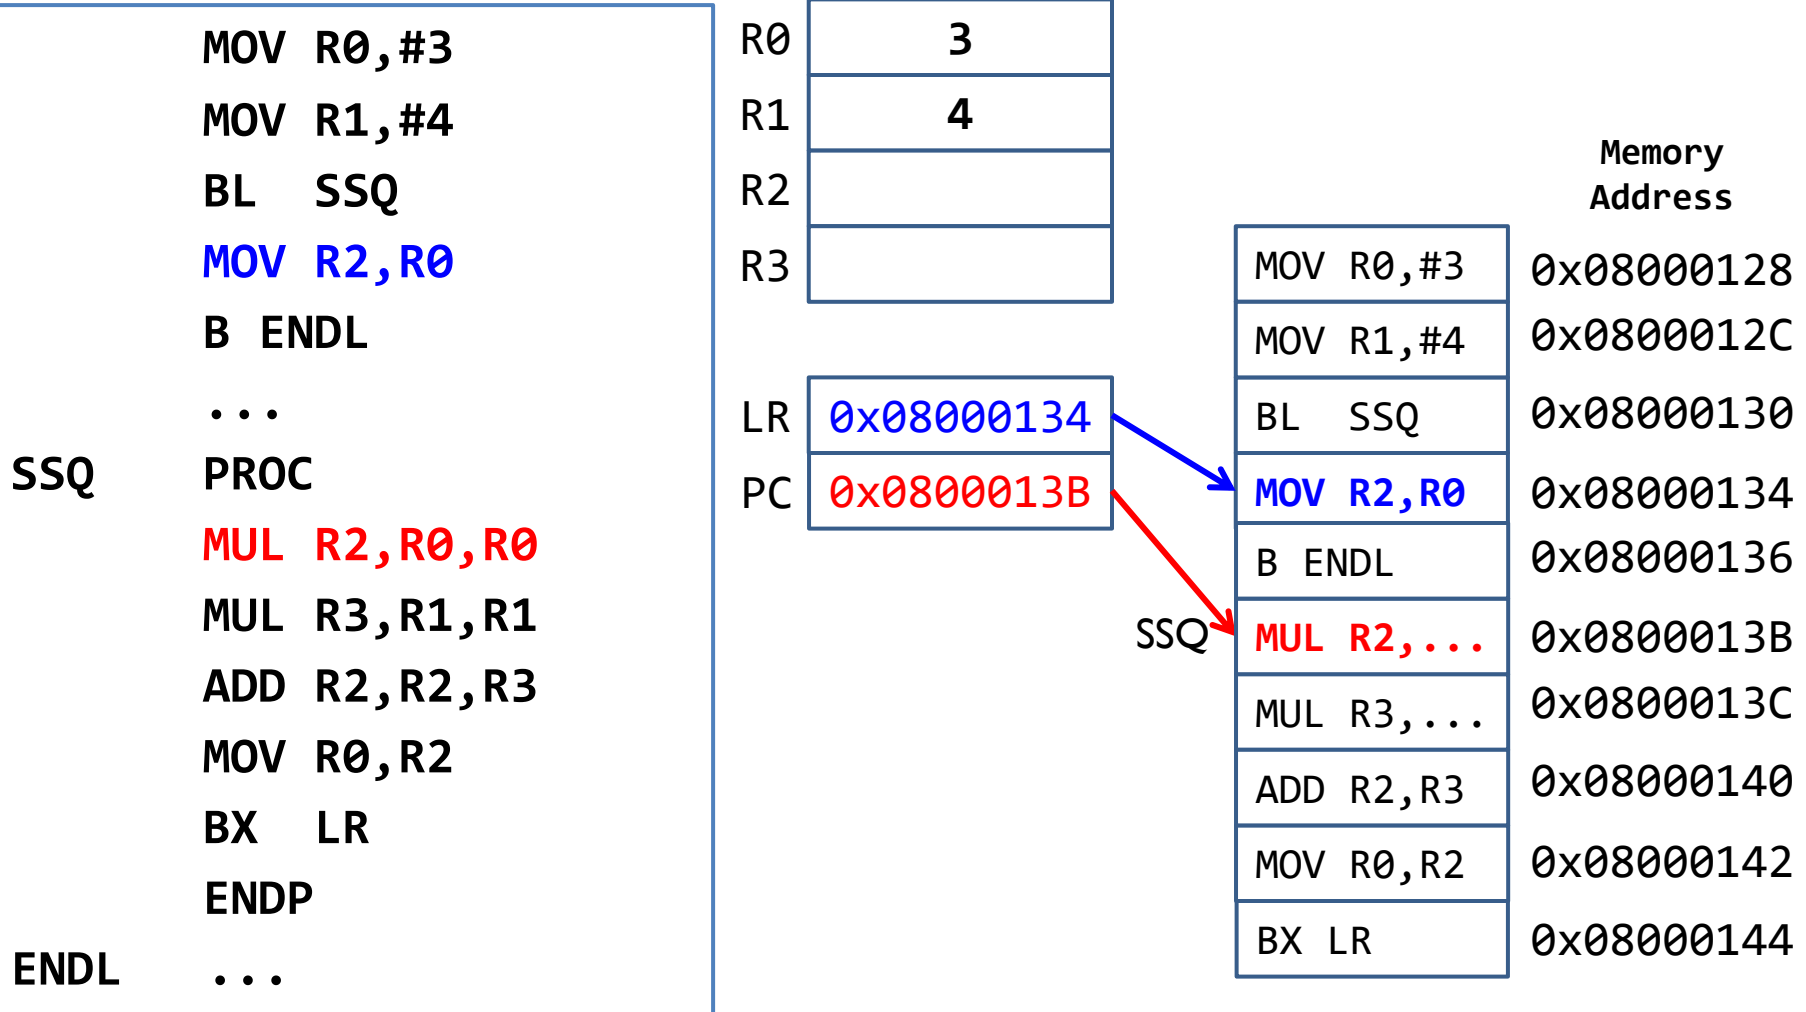 MOV R0,#3
MOV R1,#4
BL SSQ
MOV R2,R0
B ENDL
...
SSQ PROC
MUL R2,R0,R0
MUL R3,R1,R1
ADD R2,R2,R3
MOV R0,R2
BX LR
ENDP
ENDL ...
R0 3
R1 4
R2
R3
LR 0x08000134
PC 0x0800013B
Memory
Address
MOV R0,#3 0x08000128
MOV R1,#4 0x0800012C
BL SSQ 0x08000130
MOV R2,R0 0x08000134
B ENDL 0x08000136
SSQ MUL R2,... 0x0800013B
MUL R3,... 0x0800013C
ADD R2,R3 0x08000140
MOV R0,R2 0x08000142
BX LR 0x08000144